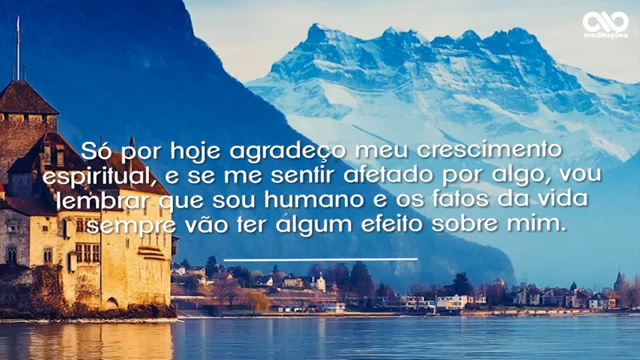 meditações
Só por hoje agradeço meu crescimento
espiritual, e se me sentir afetado por algo, vou
lembrar que sou humano e os fatos da vida
sempre vão ter algum efeito sobre mim.